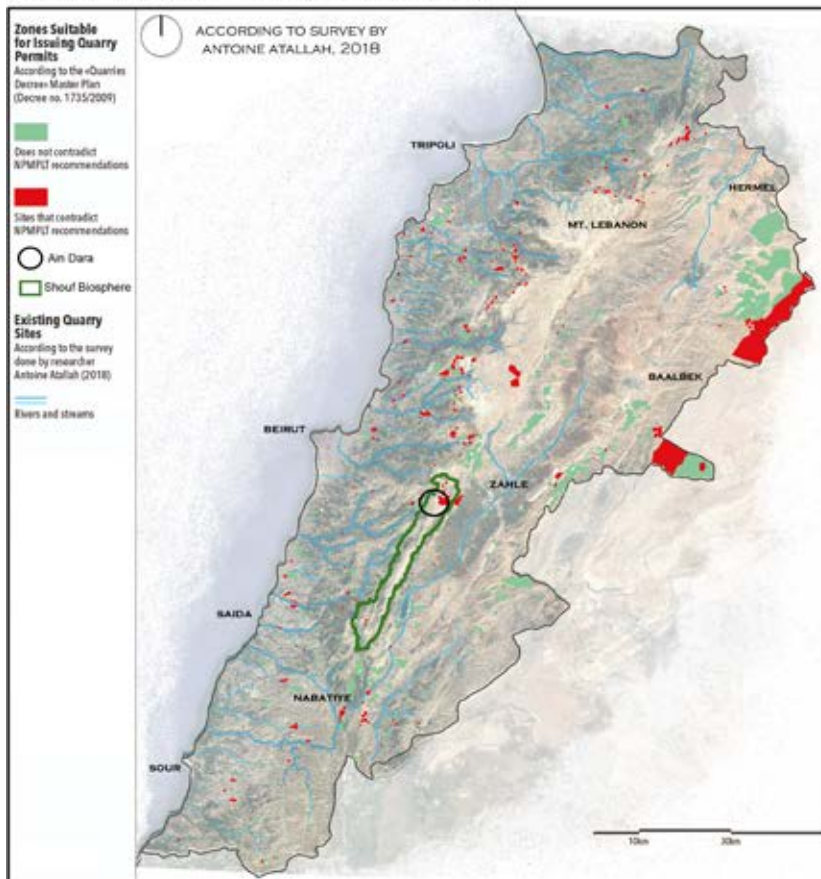 Zones Suitable
for Issuing Quarry
Permits
According to the «Quarries
Decree» Master Plan
(Decree no. 1735/2009)
Does not contradict
NPMPLT recommendations
Sites that contradict
NPMPLT recommendations
Ain Dara
Shouf Biosphere
Existing Quarry
Sites
According to the survey
done by researcher
Antoine Atallah (2018)
Rivers and streams
ACCORDING TO SURVEY BY
ANTOINE ATALLAH, 2018
TRIPOLI
HERMEL
MT. LEBANON
BAALBEK
BEIRUT
ZAHLE
SAIDA
NABATIYE
SOUR
10km
30km